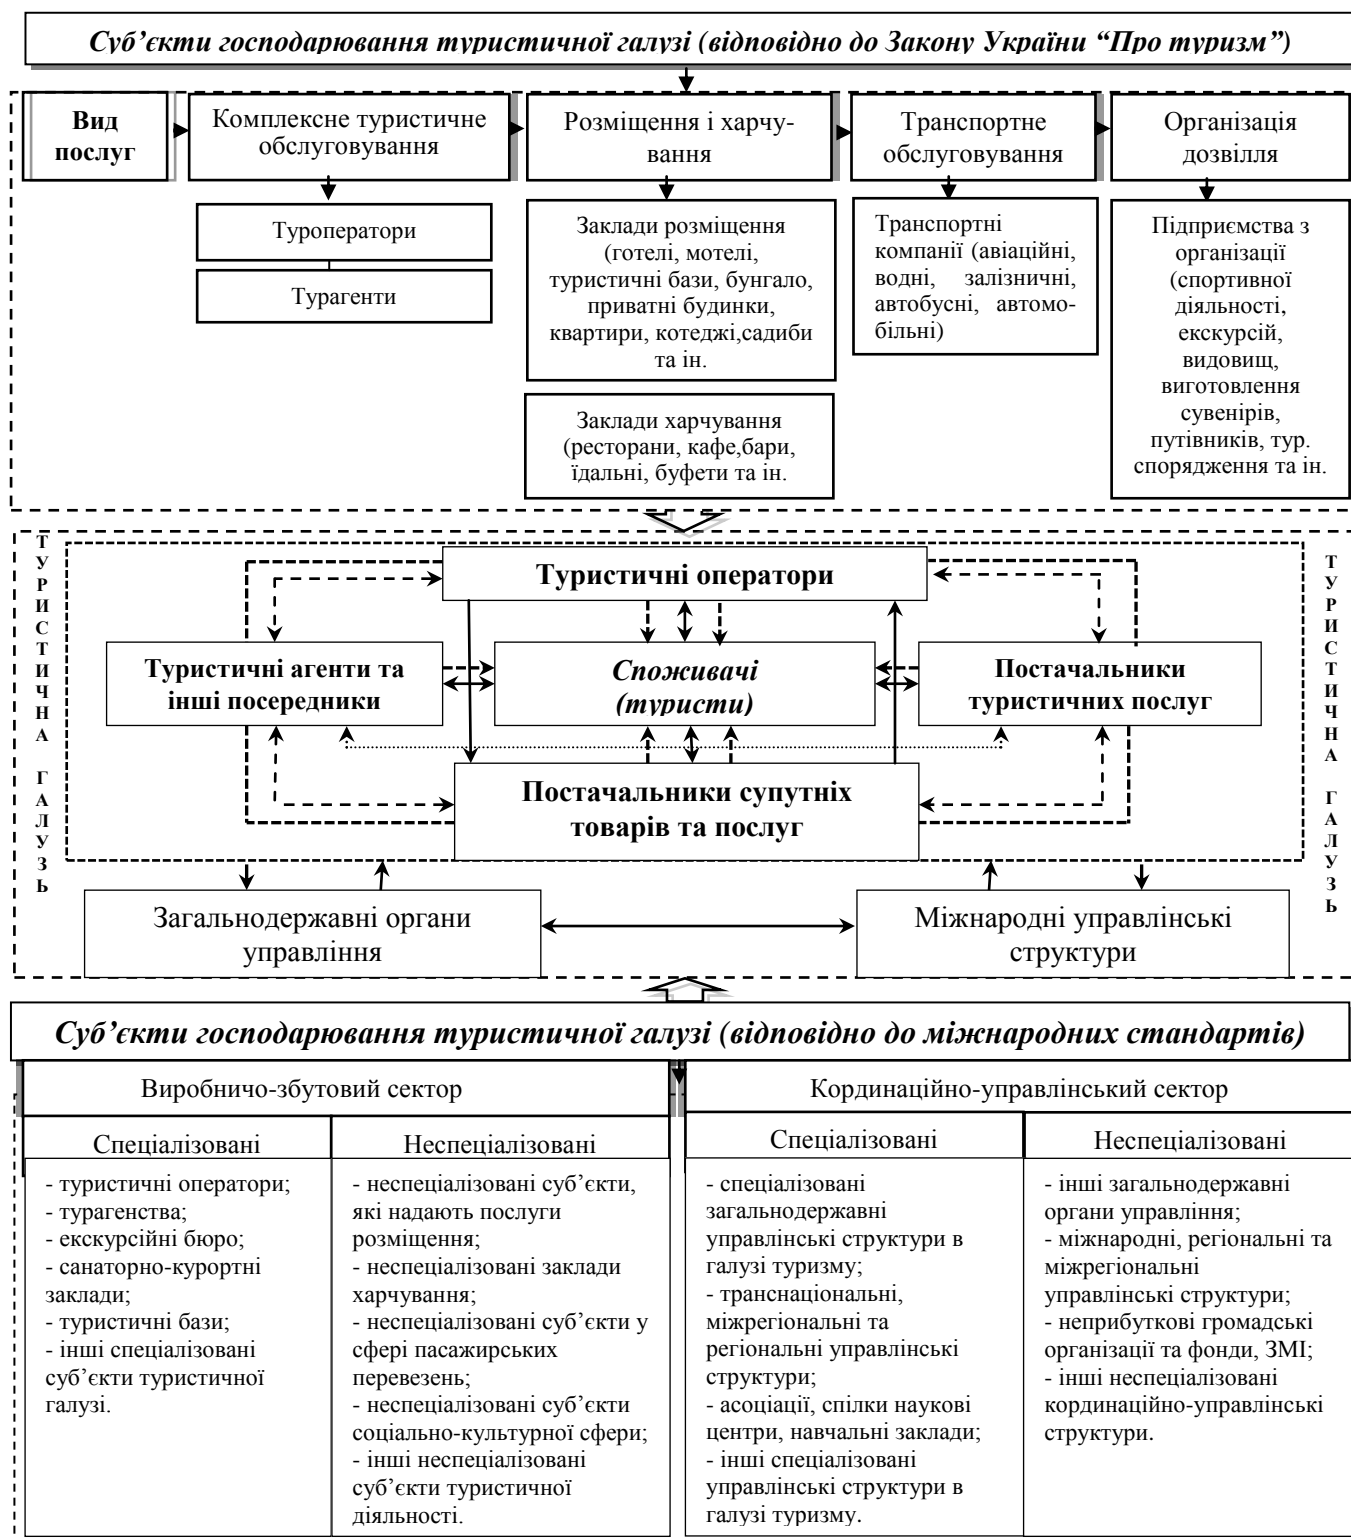 Суб’єкти господарювання туристичної галузі (відповідно до Закону України “Про туризм”)
Вид
послуг
Комплексне туристичне
обслуговування
Розміщення і харчу-
вання
Транспортне
обслуговування
Організація
дозвілля
Туроператори
Турагенти
Заклади розміщення
(готелі, мотелі,
туристичні бази, бунгало,
приватні будинки,
квартири, котеджі,садиби
та ін.
Заклади харчування
(ресторани, кафе,бари,
їдальні, буфети та ін.
Транспортні
компанії (авіаційні,
водні, залізничні,
автобусні, автомо-
більні)
Підприємства з
організації
(спортивної
діяльності,
екскурсій,
видовищ,
виготовлення
сувенірів,
путівників, тур.
спорядження та ін.
ТУРИСТИЧНА ГАЛУЗЬ
Туристичні оператори
Туристичні агенти та
інші посередники
Споживачі
(туристи)
Постачальники
туристичних послуг
Постачальники супутніх
товарів та послуг
ТУРИСТИЧНА ГАЛУЗЬ
Загальнодержавні органи
управління
Міжнародні управлінські
структури
Суб’єкти господарювання туристичної галузі (відповідно до міжнародних стандартів)
Виробничо-збутовий сектор
Кординаційно-управлінський сектор
Спеціалізовані
Неспеціалізовані
Спеціалізовані
Неспеціалізовані
- туристичні оператори;
- турагенства;
- екскурсійні бюро;
- санаторно-курортні
заклади;
- туристичні бази;
- інші спеціалізовані
суб’єкти туристичної
галузі.
- неспеціалізовані суб’єкти,
які надають послуги
розміщення;
- неспеціалізовані заклади
харчування;
- неспеціалізовані суб’єкти у
сфері пасажирських
перевезень;
- неспеціалізовані суб’єкти
соціально-культурної сфери;
- інші неспеціалізовані
суб’єкти туристичної
діяльності.
- спеціалізовані
загальнодержавні
управлінські структури в
галузі туризму;
- транснаціональні,
міжрегіональні та
регіональні управлінські
структури;
- асоціації, спілки наукові
центри, навчальні заклади;
- інші спеціалізовані
управлінські структури в
галузі туризму.
- інші загальнодержавні
органи управління;
- міжнародні, регіональні та
міжрегіональні
управлінські структури;
- неприбуткові громадські
організації та фонди, ЗМІ;
- інші неспеціалізовані
кординаційно-управлінські
структури.